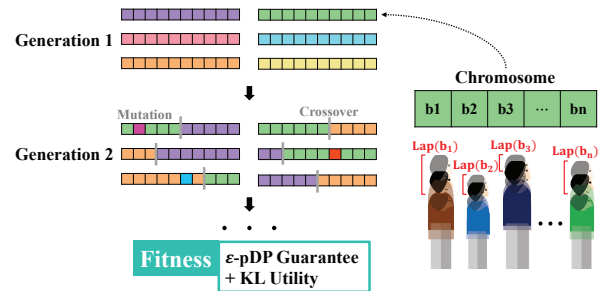 Generation 1
Mutation
Crossover
Generation 2
. . .
Fitness
ε-pDP Guarantee
+ KL Utility
Chromosome
b1 b2 b3 ... bn
Lap(b₁)
Lap(b₂)
Lap(b₃)
Lap(bₙ)
...